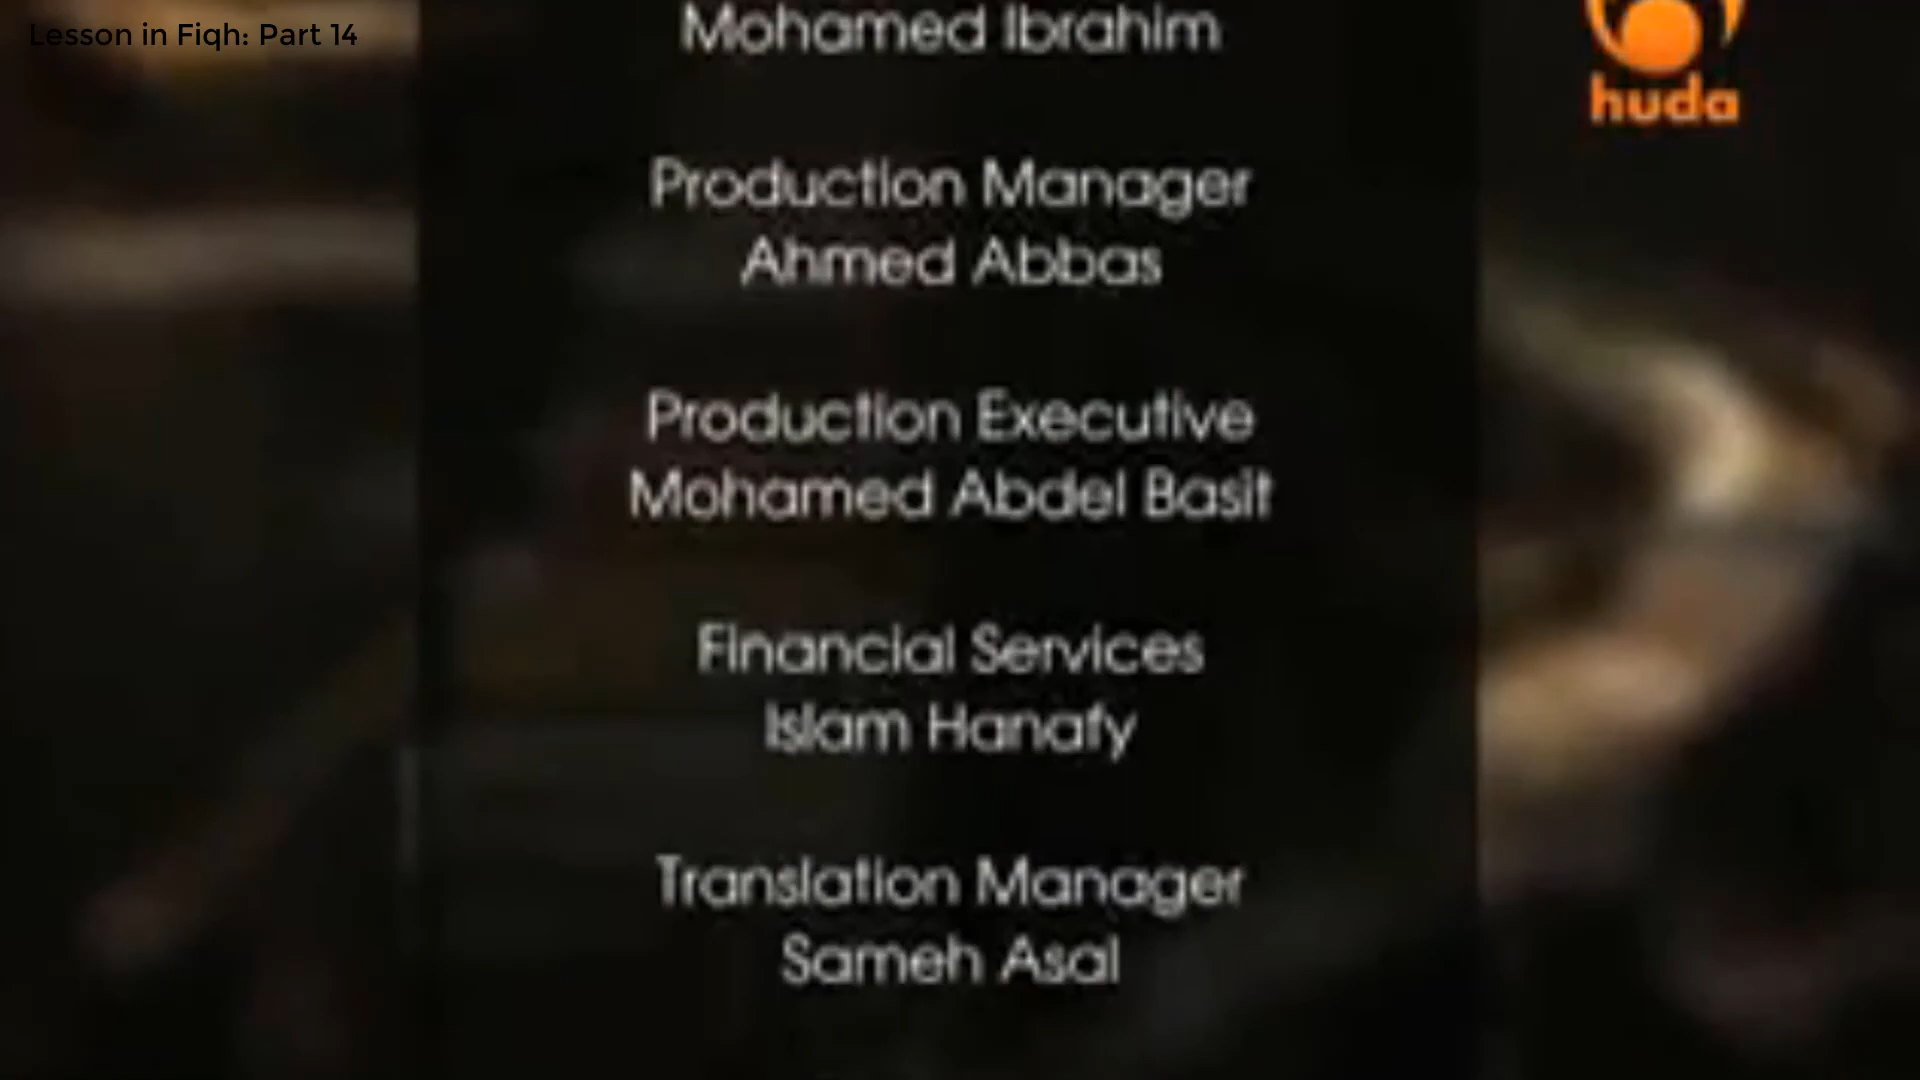 Lesson in Fiqh: Part 14
Mohamed Ibrahim
huda
Production Manager
Ahmed Abbas
Production Executive
Mohamed Abdel Basit
Financial Services
Islam Hanafy
Translation Manager
Sameh Asal